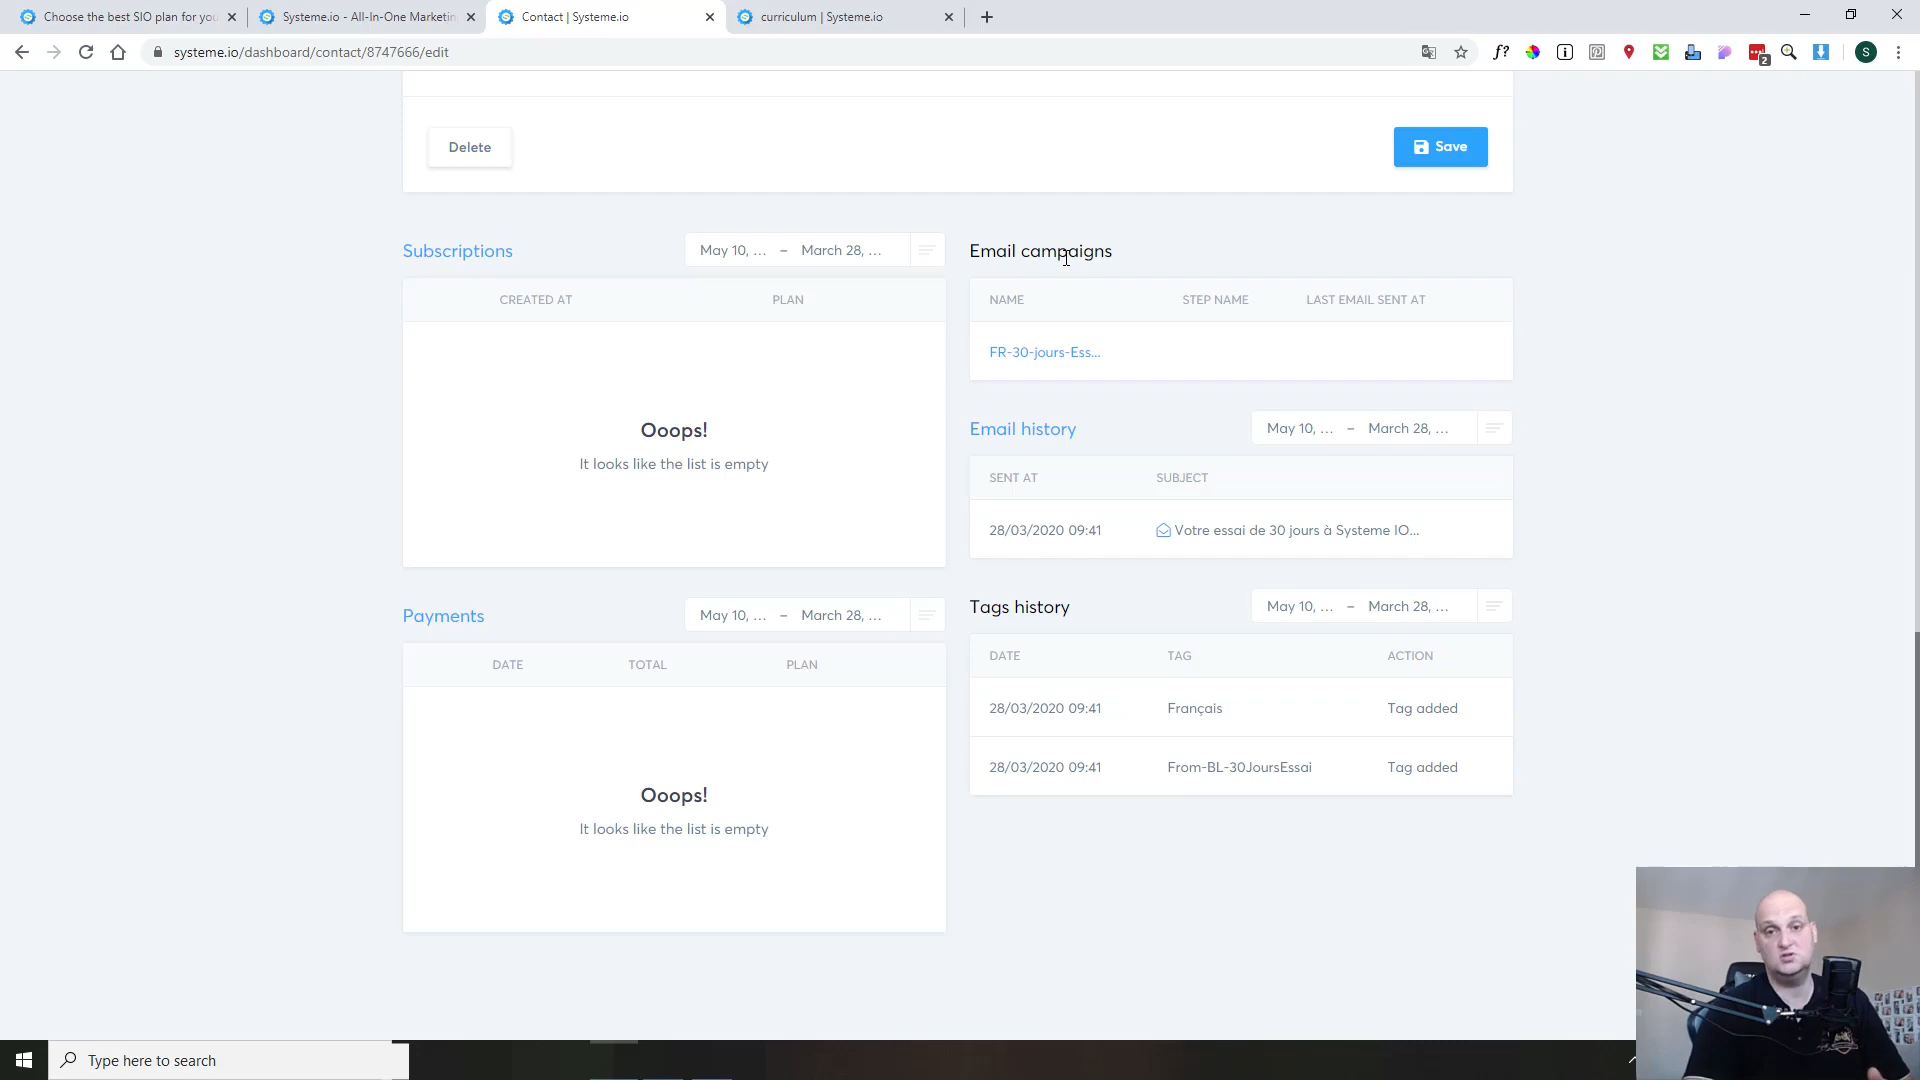 Choose the best SIO plan for you
Systeme.io - All-In-One Marketin
Contact | Systeme.io
curriculum | Systeme.io
systeme.io/dashboard/contact/8747666/edit
f?
2
S
Delete
Save
Subscriptions
May 10, ... – March 28, ...
CREATED AT PLAN
Ooops!
It looks like the list is empty
Payments
May 10, ... – March 28, ...
DATE TOTAL PLAN
Ooops!
It looks like the list is empty
Email campaigns
NAME STEP NAME LAST EMAIL SENT AT
FR-30-jours-Ess...
Email history
May 10, ... – March 28, ...
SENT AT SUBJECT
28/03/2020 09:41 Votre essai de 30 jours à Systeme IO...
Tags history
May 10, ... – March 28, ...
DATE TAG ACTION
28/03/2020 09:41 Français Tag added
28/03/2020 09:41 From-BL-30JoursEssai Tag added
Type here to search